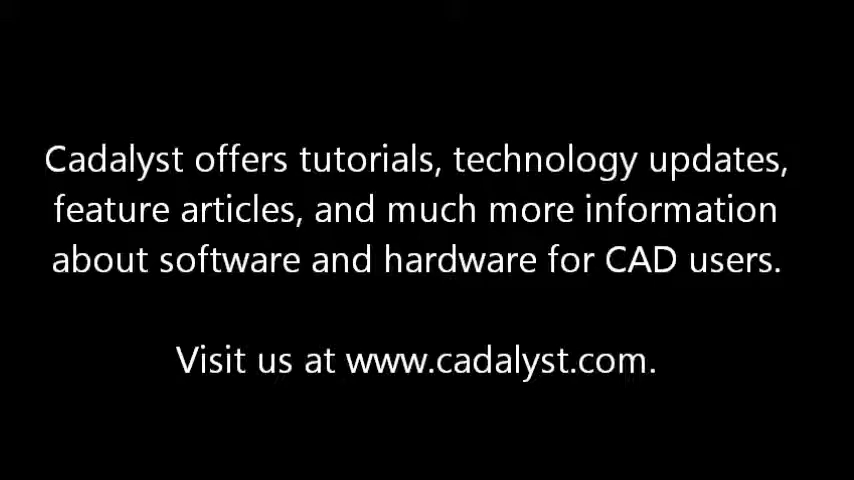 Cadalyst offers tutorials, technology updates,
feature articles, and much more information
about software and hardware for CAD users.
Visit us at www.cadalyst.com.